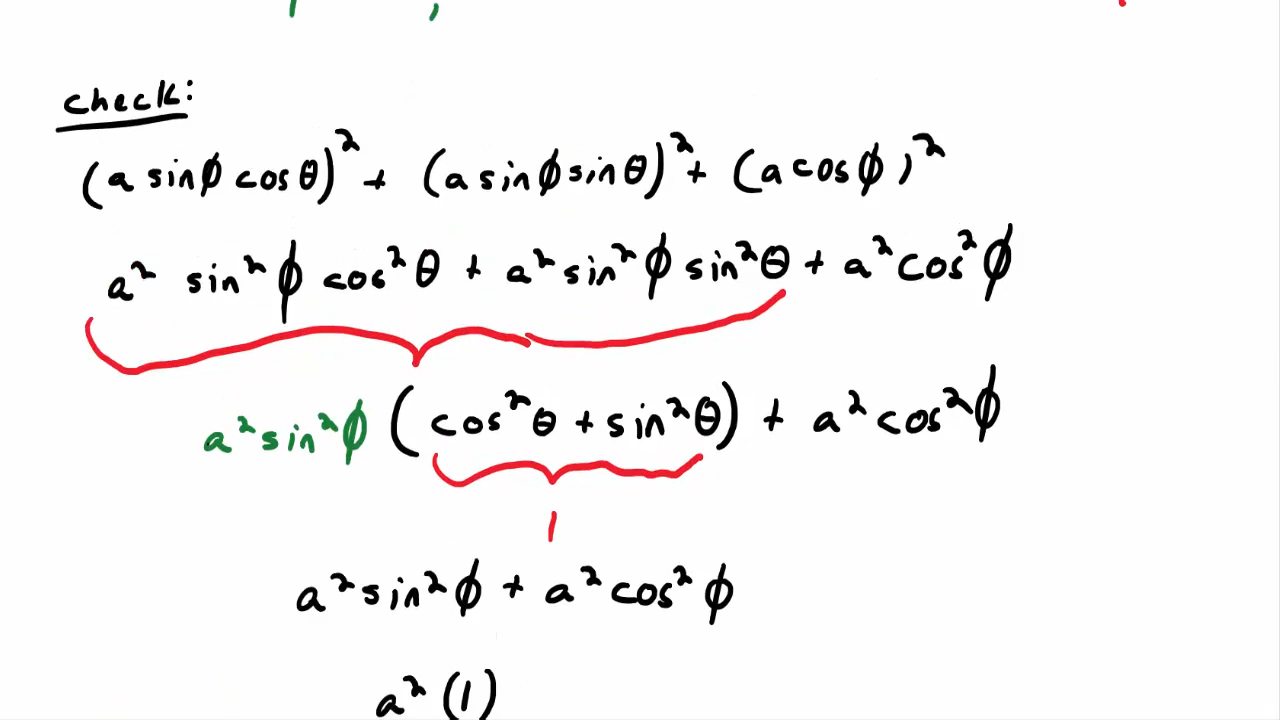 check:
(a sinϕ cosθ)² + (a sinϕ sinθ)² + (a cosϕ)²
a² sin²ϕ cos²θ + a² sin²ϕ sin²θ + a² cos²ϕ
a² sin²ϕ (cos²θ + sin²θ) + a² cos²ϕ
1
a² sin²ϕ + a² cos²ϕ
a² (1)